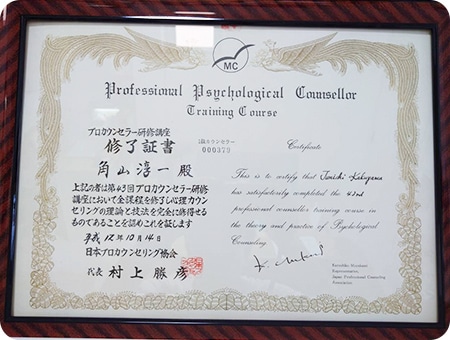 MC
Professional Psychological Counsellor
Training Course
プロカウンセラー研修講座
修了証書
1級カウンセラー
000379
角山淳一殿
上記の者は第43回プロカウンセラー研修
講座において全課程を修了し心理カウン
セリングの理論と技法を完全に修得せる
ものであることを認めこれを証します
平成12年10月14日
日本プロカウンセリング協会
代表 村上勝彦
Certificate
This is to certify that Junichi
has satisfactorily completed the
professional counsellor training course in
the theory and practice of Psychological
Counseling.
Katsuhiko Murakami
Representative,
Japan Professional Counseling
Association